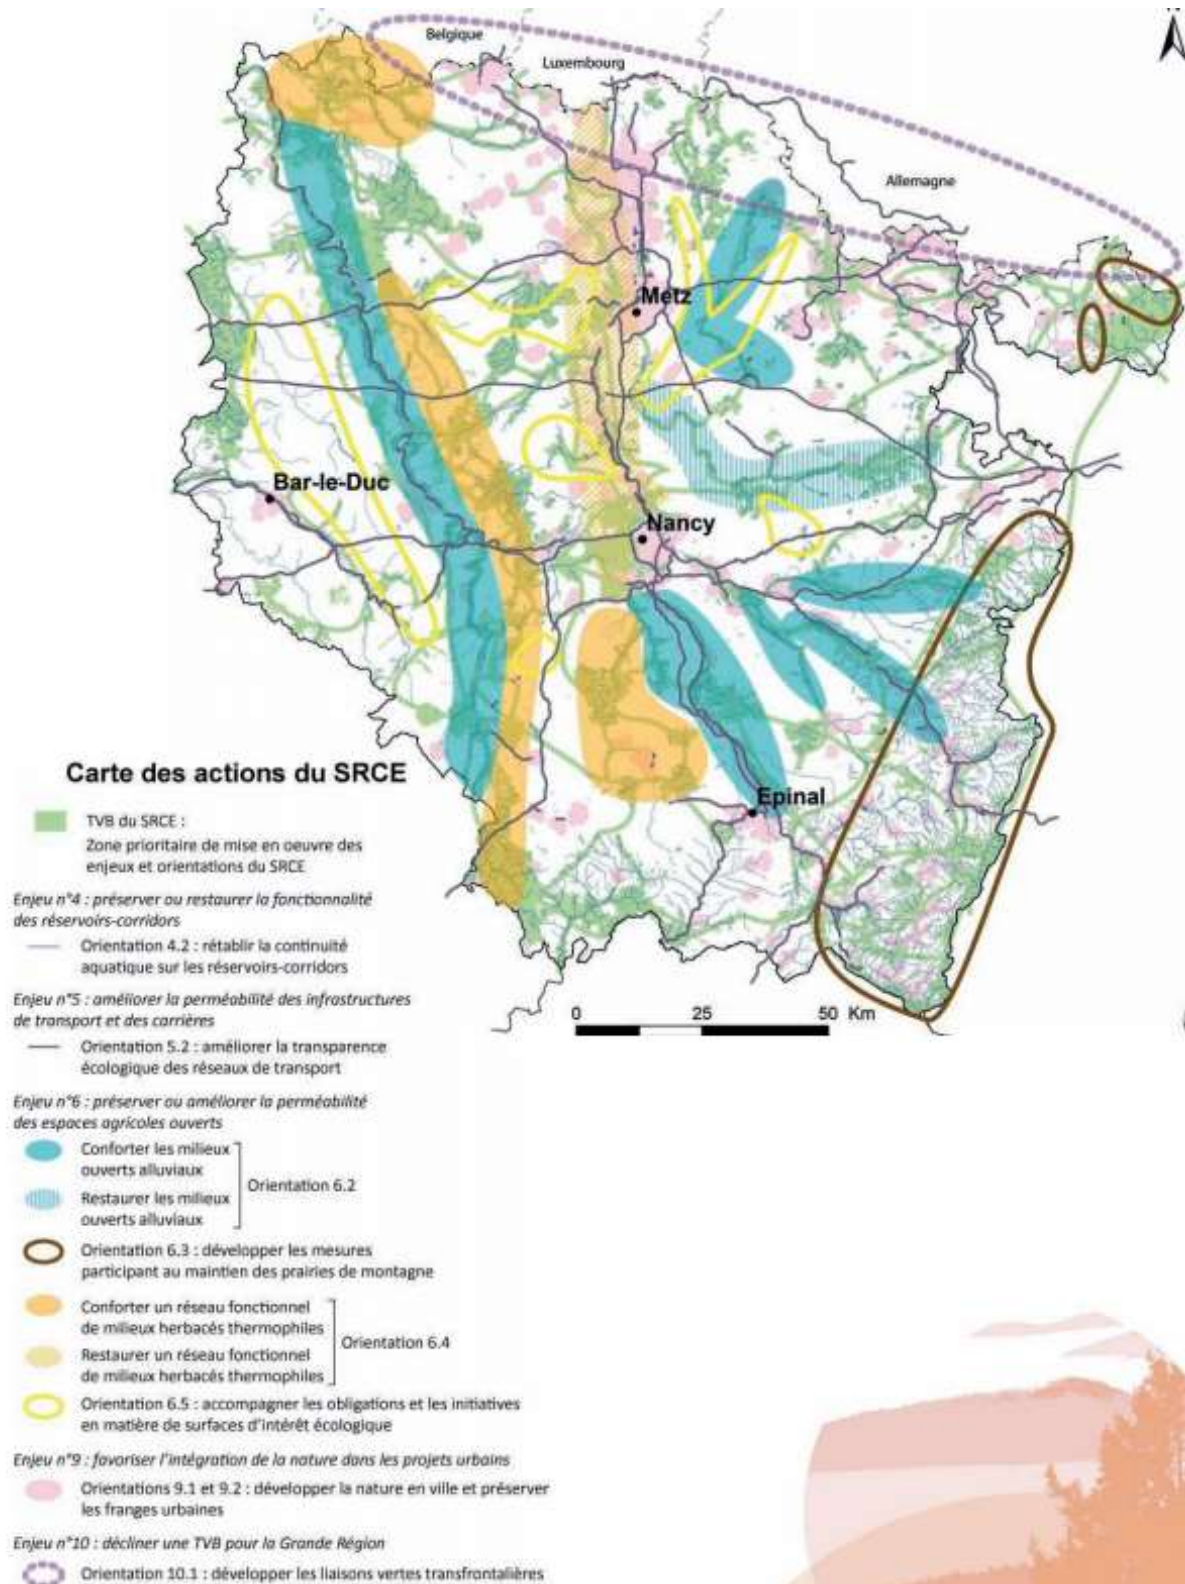 N
Belgique
Luxembourg
Allemagne
Metz
Bar-le-Duc
Nancy
Epinal
0 25 50 Km
Carte des actions du SRCE
TVB du SRCE :
Zone prioritaire de mise en oeuvre des
enjeux et orientations du SRCE
Enjeu n°4 : préserver ou restaurer la fonctionnalité
des réservoirs-corridors
Orientation 4.2 : rétablir la continuité
aquatique sur les réservoirs-corridors
Enjeu n°5 : améliorer la perméabilité des infrastructures
de transport et des carrières
Orientation 5.2 : améliorer la transparence
écologique des réseaux de transport
Enjeu n°6 : préserver ou améliorer la perméabilité
des espaces agricoles ouverts
Conforter les milieux
ouverts alluviaux
Orientation 6.2
Restaurer les milieux
ouverts alluviaux
Orientation 6.3 : développer les mesures
participant au maintien des prairies de montagne
Conforter un réseau fonctionnel
de milieux herbacés thermophiles
Orientation 6.4
Restaurer un réseau fonctionnel
de milieux herbacés thermophiles
Orientation 6.5 : accompagner les obligations et les initiatives
en matière de surfaces d'intérêt écologique
Enjeu n°9 : favoriser l'intégration de la nature dans les projets urbains
Orientations 9.1 et 9.2 : développer la nature en ville et préserver
les franges urbaines
Enjeu n°10 : décliner une TVB pour la Grande Région
Orientation 10.1 : développer les liaisons vertes transfrontalières